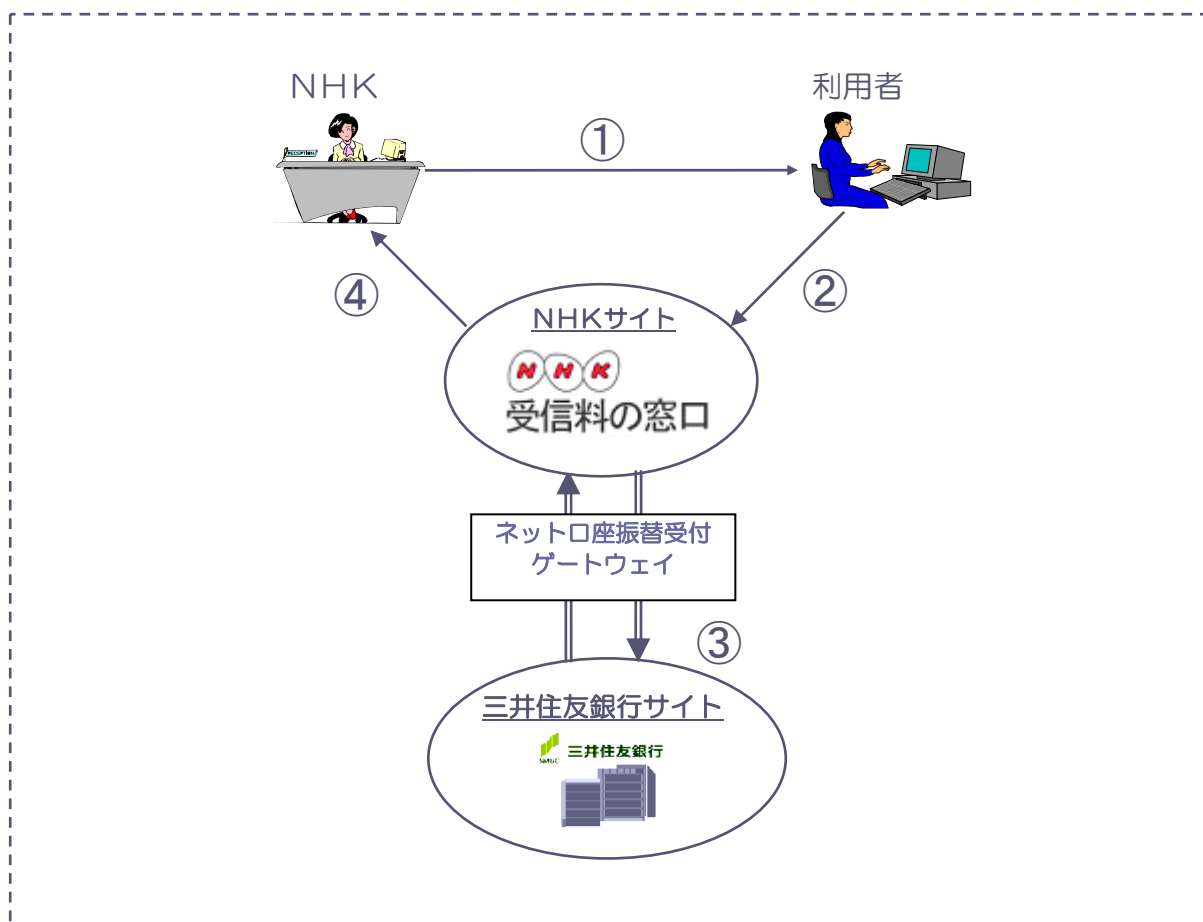 NHK
利用者
RECEPTION
①
④
②
NHKサイト
NHK
受信料の窓口
ネット口座振替受付
ゲートウェイ
③
三井住友銀行サイト
SMBC 三井住友銀行